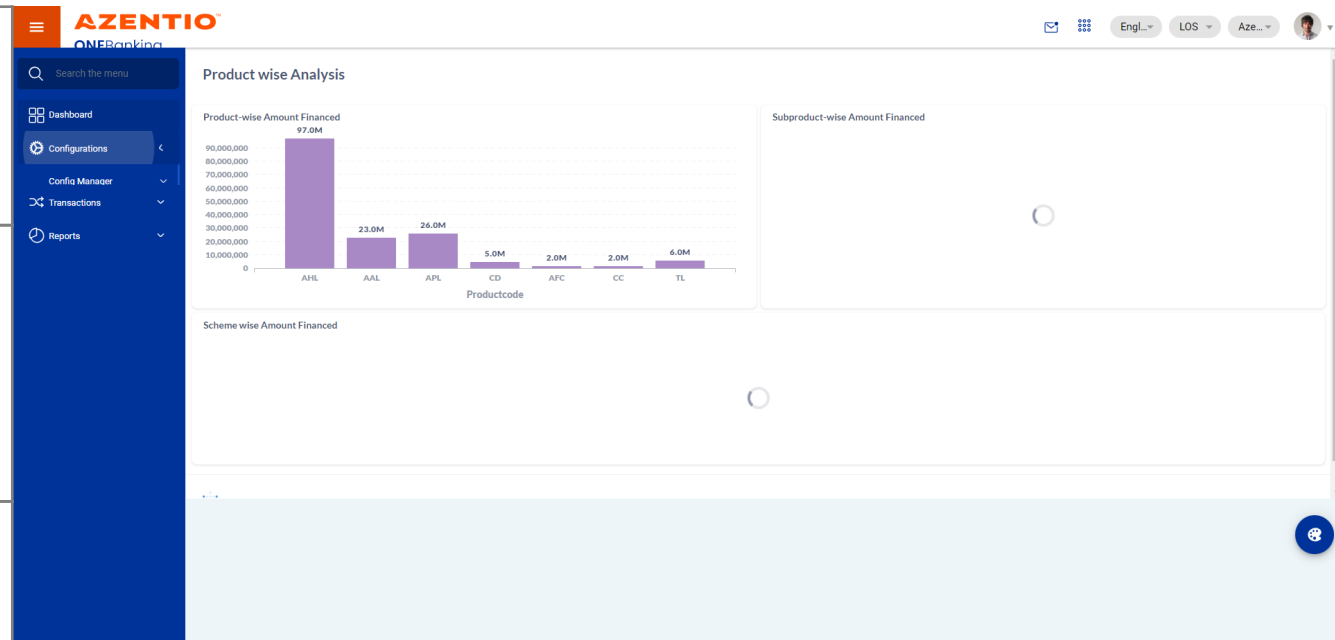 AZENTIO™
ONEBanking
Engl...
LOS
Aze...
Search the menu
Dashboard
Configurations
Config Manager
Transactions
Reports
Product wise Analysis
Product-wise Amount Financed
97.0M
90,000,000
80,000,000
70,000,000
60,000,000
50,000,000
40,000,000
30,000,000
20,000,000
10,000,000
0
23.0M
26.0M
5.0M
2.0M
2.0M
6.0M
AHL AAL APL CD AFC CC TL
Productcode
Subproduct-wise Amount Financed
Scheme wise Amount Financed